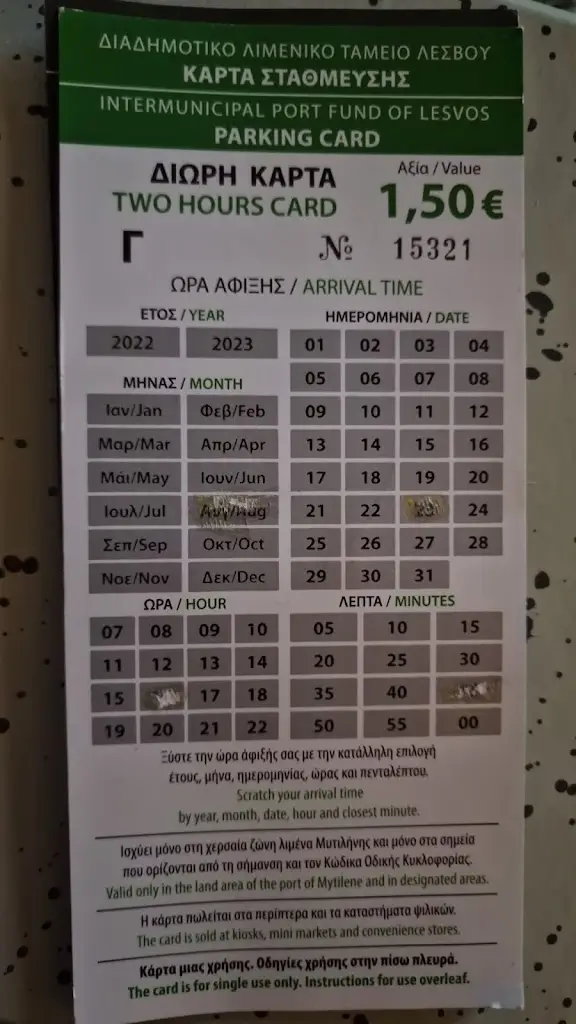 ΔΙΑΔΗΜΟΤΙΚΟ ΛΙΜΕΝΙΚΟ ΤΑΜΕΙΟ ΛΕΣΒΟΥ
ΚΑΡΤΑ ΣΤΑΘΜΕΥΣΗΣ
INTERMUNICIPAL PORT FUND OF LESVOS
PARKING CARD
ΔΙΩΡΗ ΚΑΡΤΑ
TWO HOURS CARD
Αξία / Value
1,50 €
Γ № 15321
ΩΡΑ ΑΦΙΞΗΣ / ARRIVAL TIME
ΕΤΟΣ / YEAR
2022 2023
ΜΗΝΑΣ / MONTH
Ιαν/Jan Φεβ/Feb
Μαρ/Mar Απρ/Apr
Μάι/May Ιουν/Jun
Ιουλ/Jul Αυγ/Aug
Σεπ/Sep Οκτ/Oct
Νοε/Nov Δεκ/Dec
ΗΜΕΡΟΜΗΝΙΑ / DATE
01 02 03 04
05 06 07 08
09 10 11 12
13 14 15 16
17 18 19 20
21 22 23 24
25 26 27 28
29 30 31
ΩΡΑ / HOUR
07 08 09 10
11 12 13 14
15 17 18
19 20 21 22
ΛΕΠΤΑ / MINUTES
05 10 15
20 25 30
35 40
50 55 00
Ξύστε την ώρα άφιξής σας με την κατάλληλη επιλογή
έτους, μήνα, ημερομηνίας, ώρας και πενταλέπτου.
Scratch your arrival time
by year, month, date, hour and closest minute.
Ισχύει μόνο στη χερσαία ζώνη λιμένα Μυτιλήνης και μόνο στα σημεία
που ορίζονται από τη σήμανση και τον Κώδικα Οδικής Κυκλοφορίας.
Valid only in the land area of the port of Mytilene and in designated areas.
Η κάρτα πωλείται στα περίπτερα και τα καταστήματα ψιλικών.
The card is sold at kiosks, mini markets and convenience stores.
Κάρτα μιας χρήσης. Οδηγίες χρήσης στην πίσω πλευρά.
The card is for single use only. Instructions for use overleaf.